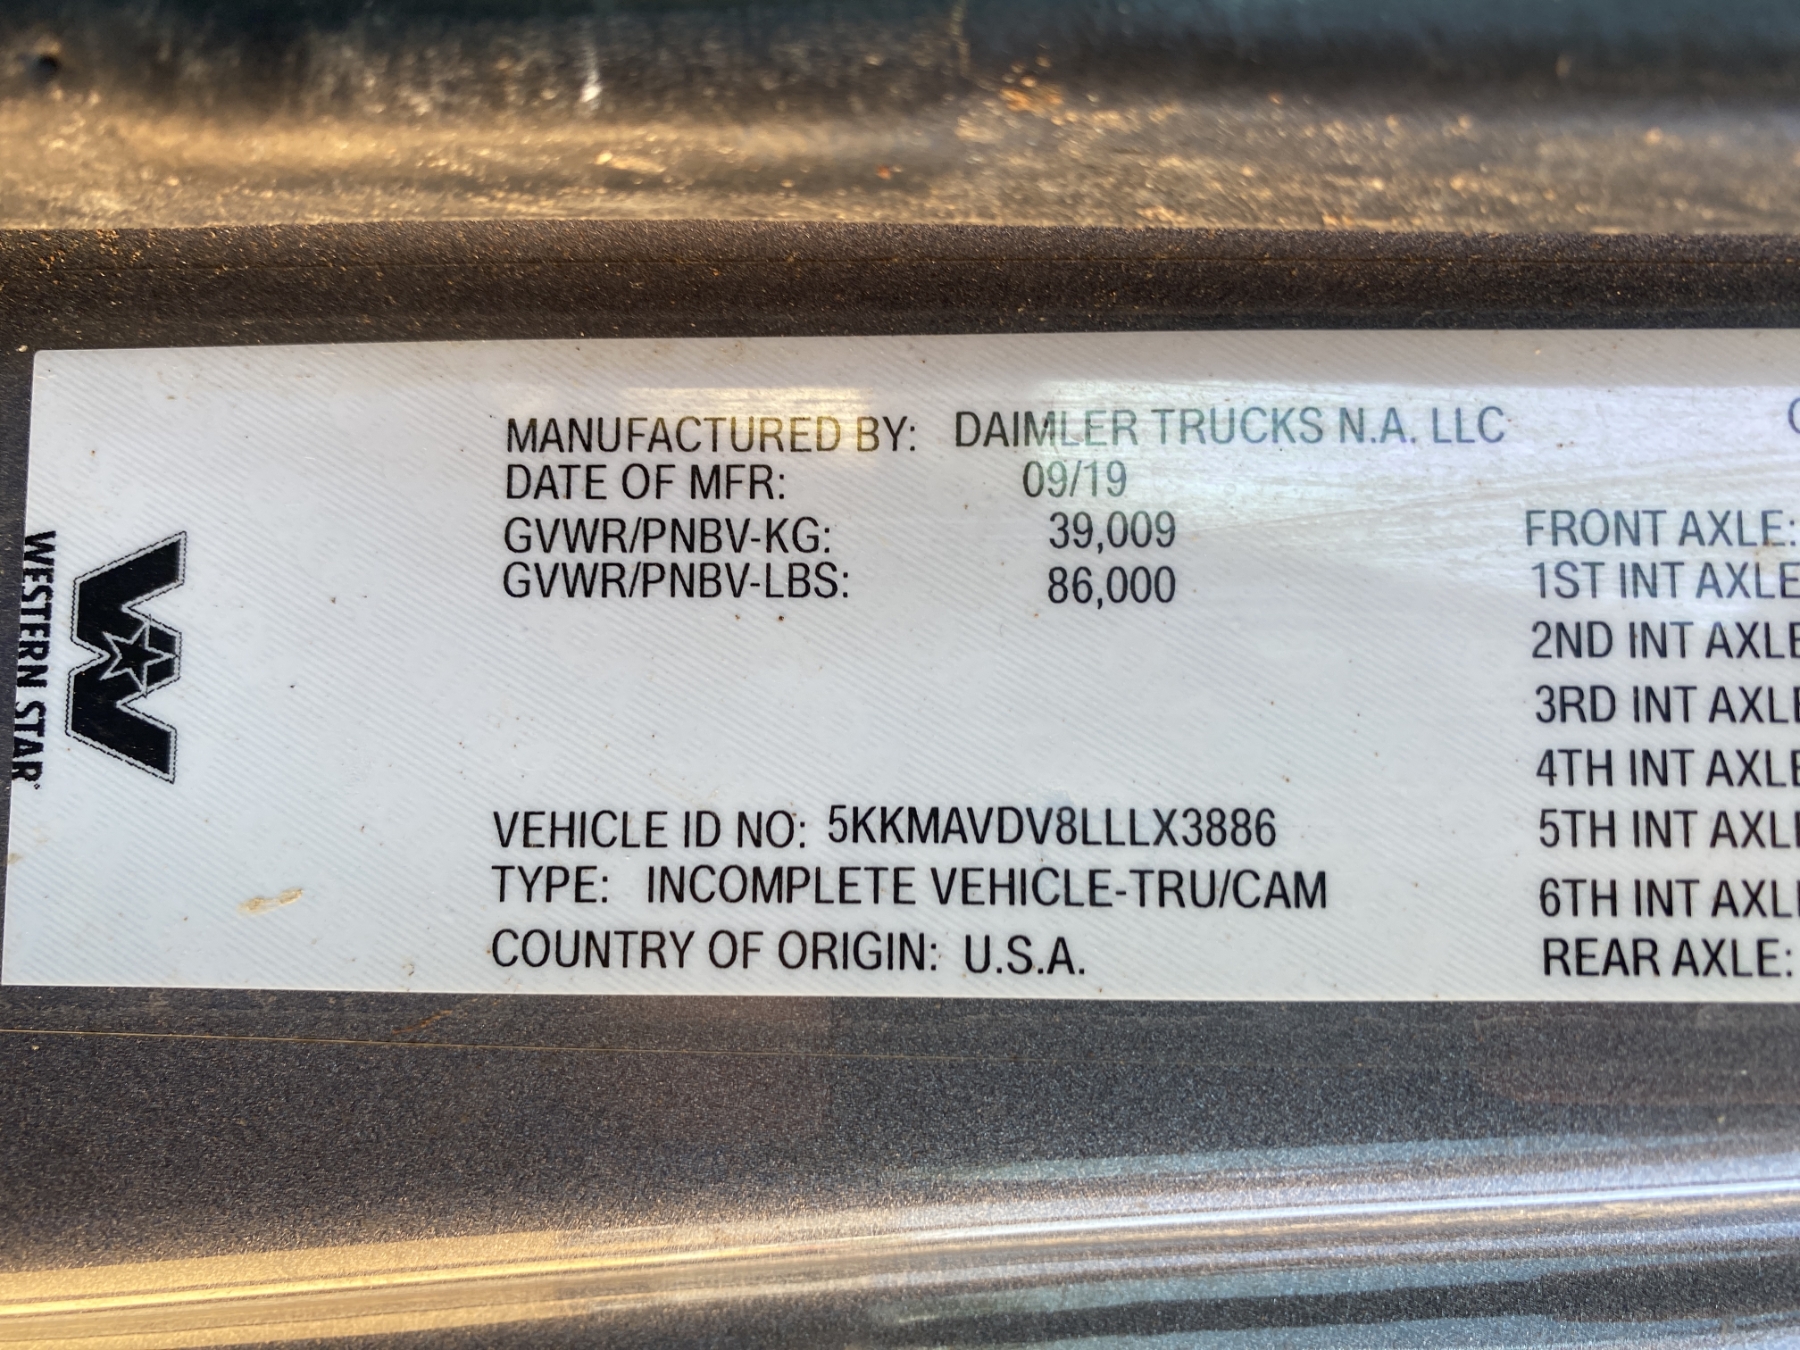 WESTERN STAR
MANUFACTURED BY: DAIMLER TRUCKS N.A. LLC
DATE OF MFR: 09/19
GVWR/PNBV-KG: 39,009
GVWR/PNBV-LBS: 86,000
VEHICLE ID NO: 5KKMAVDV8LLLX3886
TYPE: INCOMPLETE VEHICLE-TRU/CAM
COUNTRY OF ORIGIN: U.S.A.
FRONT AXLE:
1ST INT AXLE
2ND INT AXLE
3RD INT AXLE
4TH INT AXLE
5TH INT AXLE
6TH INT AXLE
REAR AXLE: